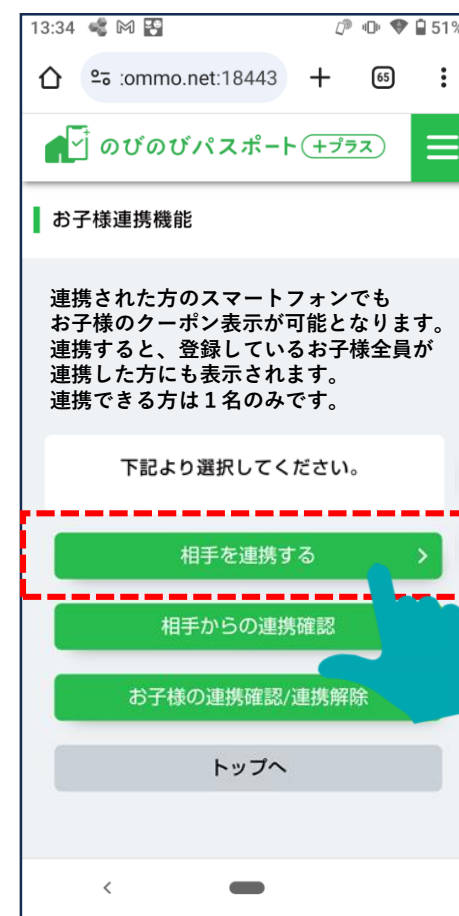 13:34 51%
:ommo.net:18443 65
のびのびパスポート +プラス
お子様連携機能
連携された方のスマートフォンでも
お子様のクーポン表示が可能となります。
連携すると、登録しているお子様全員が
連携した方にも表示されます。
連携できる方は１名のみです。
下記より選択してください。
相手を連携する
相手からの連携確認
お子様の連携確認/連携解除
トップへ